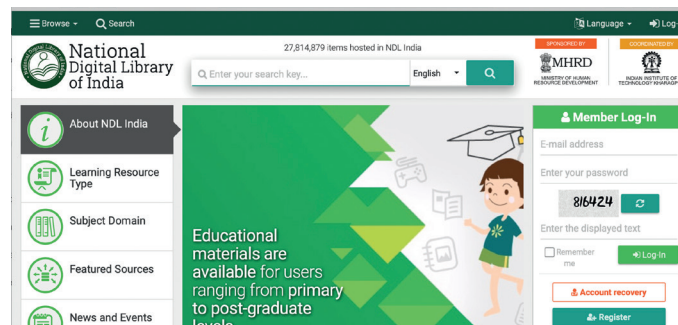 Browse
Search
Language
Log-
National
Digital Library
of India
27,814,879 items hosted in NDL India
Enter your search key...
English
SPONSORED BY
MHRD
MINISTRY OF HUMAN
RESOURCE DEVELOPMENT
COORDINATED BY
INDIAN INSTITUTE OF
TECHNOLOGY KHARAGP
About NDL India
Learning Resource
Type
Subject Domain
Featured Sources
News and Events
Educational
materials are
available for users
ranging from primary
to post-graduate
levels
Member Log-In
E-mail address
Enter your password
816424
Enter the displayed text
Remember
me
Log-In
Account recovery
Register